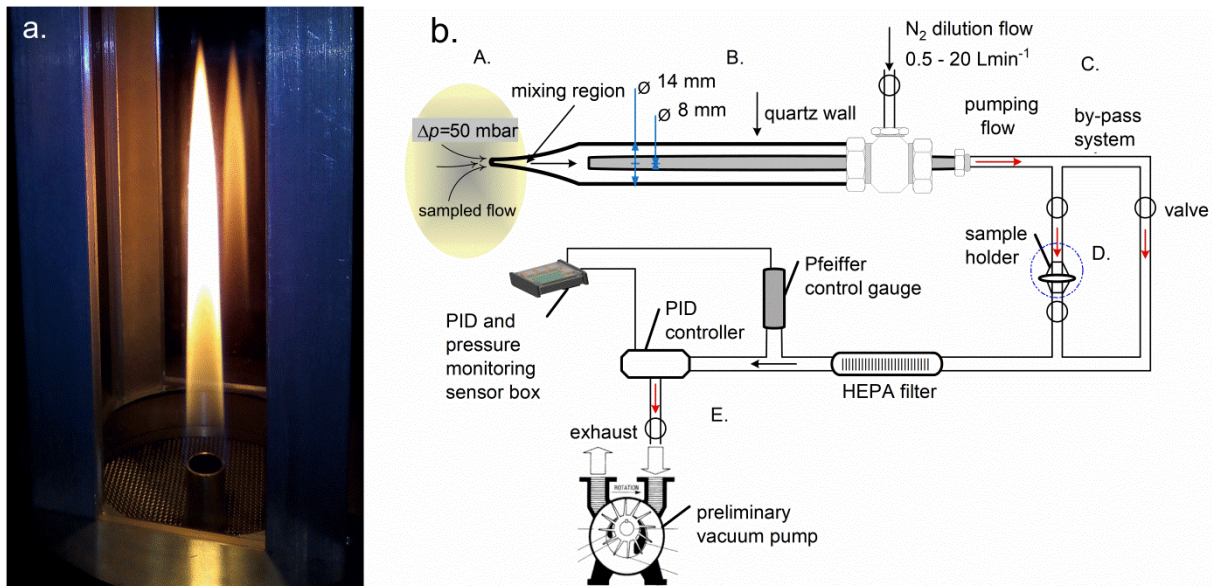 a.
b.
A.
B.
C.
N₂ dilution flow
0.5 - 20 Lmin⁻¹
mixing region
Ø 14 mm
Ø 8 mm
quartz wall
pumping
flow
by-pass
system
Δp=50 mbar
sampled flow
valve
sample
holder
D.
Pfeiffer
control gauge
PID and
pressure
monitoring
sensor box
PID
controller
HEPA filter
E.
exhaust
ROTATION
preliminary
vacuum pump